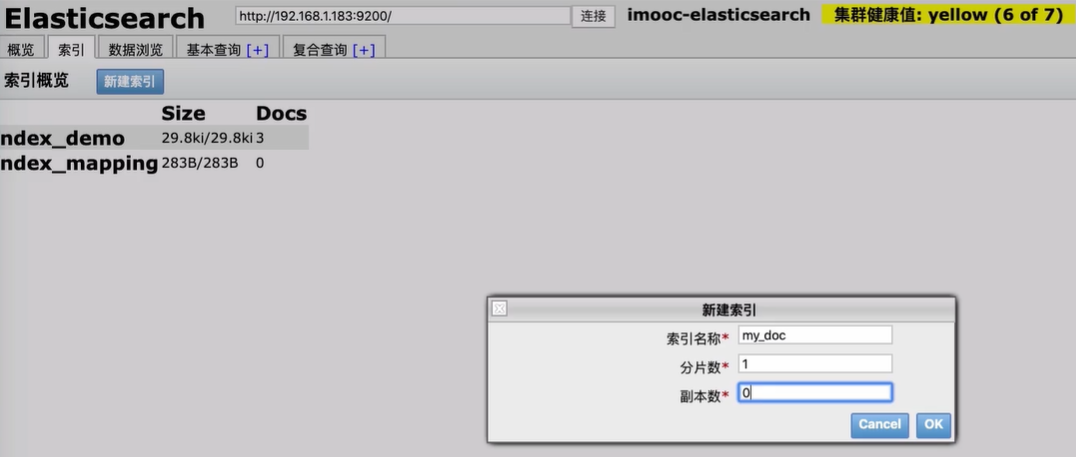 Elasticsearch http://192.168.1.183:9200/ 连接 imooc-elasticsearch 集群健康值: yellow (6 of 7)
概览 索引 数据浏览 基本查询 [+] 复合查询 [+]
索引概览 新建索引
Size Docs
ndex_demo 29.8ki/29.8ki 3
ndex_mapping 283B/283B 0
新建索引
索引名称* my_doc
分片数* 1
副本数* 0
Cancel OK